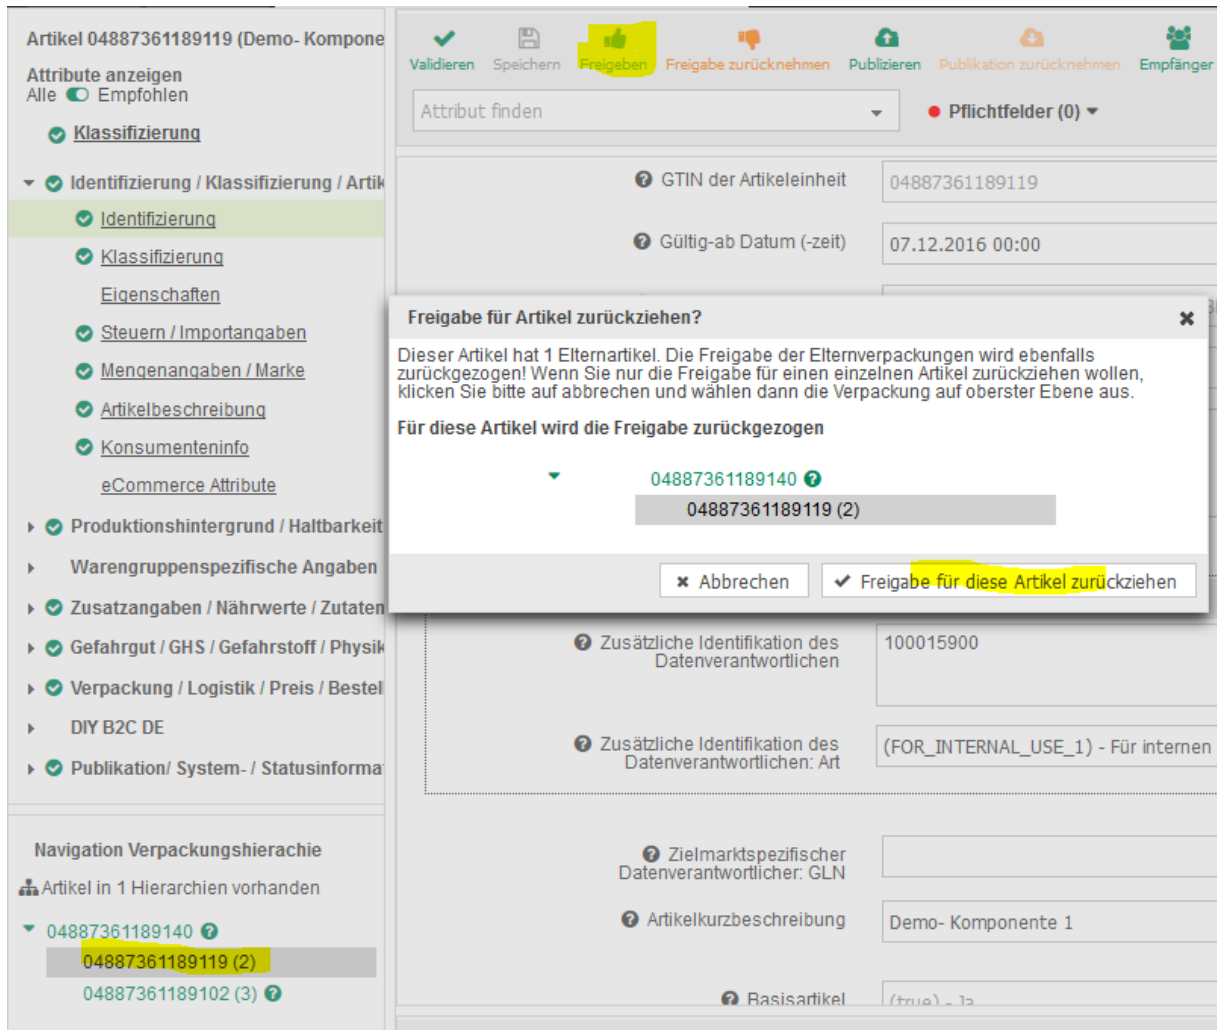 Artikel 04887361189119 (Demo- Kompone
Attribute anzeigen
Alle Empfohlen
Klassifizierung
Identifizierung / Klassifizierung / Artik
Identifizierung
Klassifizierung
Eigenschaften
Steuern / Importangaben
Mengenangaben / Marke
Artikelbeschreibung
Konsumenteninfo
eCommerce Attribute
Produktionshintergrund / Haltbarkeit
Warengruppenspezifische Angaben
Zusatzangaben / Nährwerte / Zutaten
Gefahrgut / GHS / Gefahrstoff / Physik
Verpackung / Logistik / Preis / Bestel
DIY B2C DE
Publikation/ System- / Statusinforma
Navigation Verpackungshierachie
Artikel in 1 Hierarchien vorhanden
04887361189140
04887361189119 (2)
04887361189102 (3)
Validieren Speichern Freigeben Freigabe zurücknehmen Publizieren Publikation zurücknehmen Empfänger
Attribut finden
Pflichtfelder (0)
GTIN der Artikeleinheit 04887361189119
Gültig-ab Datum (-zeit) 07.12.2016 00:00
Freigabe für Artikel zurückziehen?
Dieser Artikel hat 1 Elternartikel. Die Freigabe der Elternverpackungen wird ebenfalls
zurückgezogen! Wenn Sie nur die Freigabe für einen einzelnen Artikel zurückziehen wollen,
klicken Sie bitte auf abbrechen und wählen dann die Verpackung auf oberster Ebene aus.
Für diese Artikel wird die Freigabe zurückgezogen
04887361189140
04887361189119 (2)
Abbrechen Freigabe für diese Artikel zurückziehen
Zusätzliche Identifikation des 100015900
Datenverantwortlichen
Zusätzliche Identifikation des (FOR_INTERNAL_USE_1) - Für internen
Datenverantwortlichen: Art
Zielmarktspezifischer
Datenverantwortlicher: GLN
Artikelkurzbeschreibung Demo- Komponente 1
Basisartikel (true) - Ja